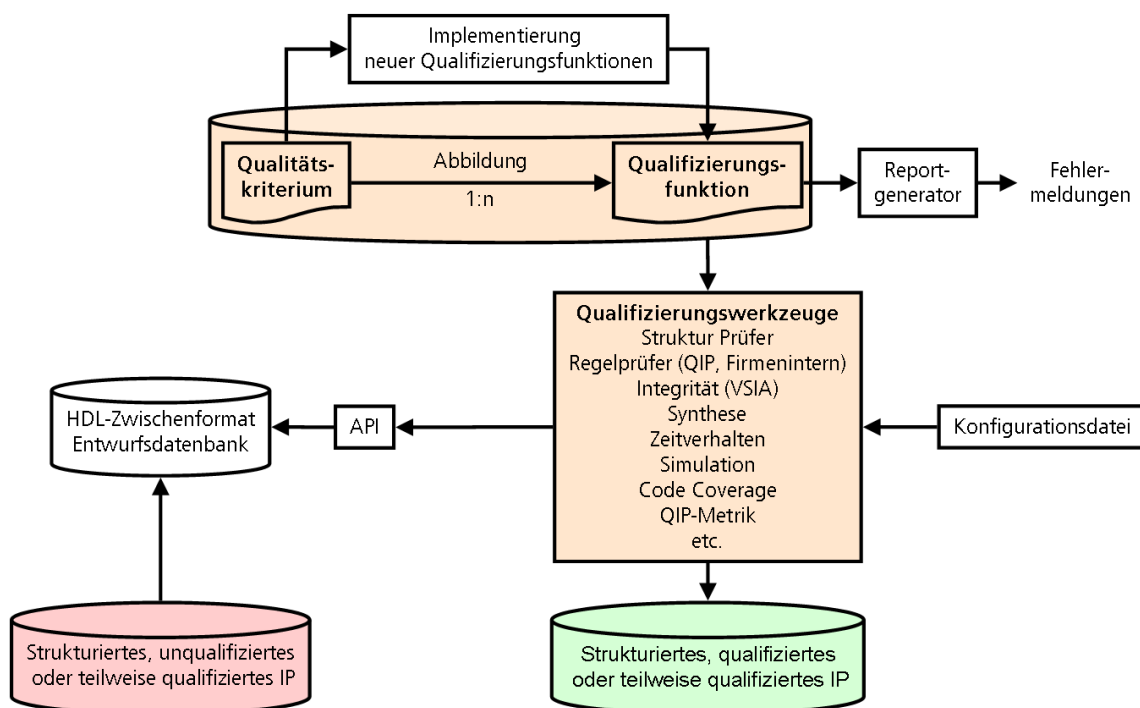 Implementierung
neuer Qualifizierungsfunktionen
Qualitäts-
kriterium
Abbildung
1:n
Qualifizierungs-
funktion
Report-
generator
Fehler-
meldungen
Qualifizierungswerkzeuge
Struktur Prüfer
Regelprüfer (QIP, Firmenintern)
Integrität (VSIA)
Synthese
Zeitverhalten
Simulation
Code Coverage
QIP-Metrik
etc.
HDL-Zwischenformat
Entwurfsdatenbank
API
Konfigurationsdatei
Strukturiertes, unqualifiziertes
oder teilweise qualifiziertes IP
Strukturiertes, qualifiziertes
oder teilweise qualifiziertes IP